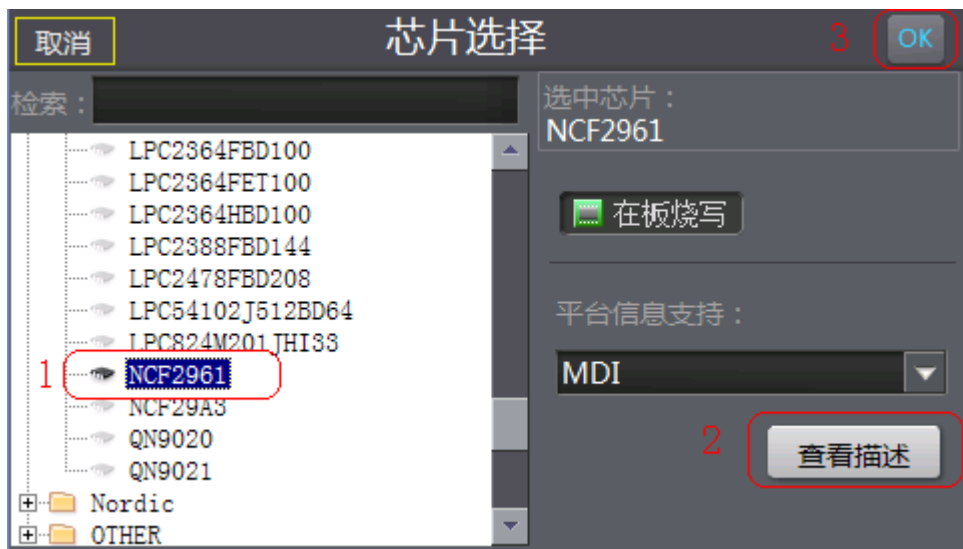 取消
芯片选择
3
OK
检索：
选中芯片：
NCF2961
LPC2364FBD100
LPC2364FET100
LPC2364HBD100
LPC2388FBD144
LPC2478FBD208
LPC54102J512BD64
LPC824M201JHI33
1
NCF2961
NCF29A3
QN9020
QN9021
Nordic
OTHER
在板烧写
平台信息支持：
MDI
2
查看描述